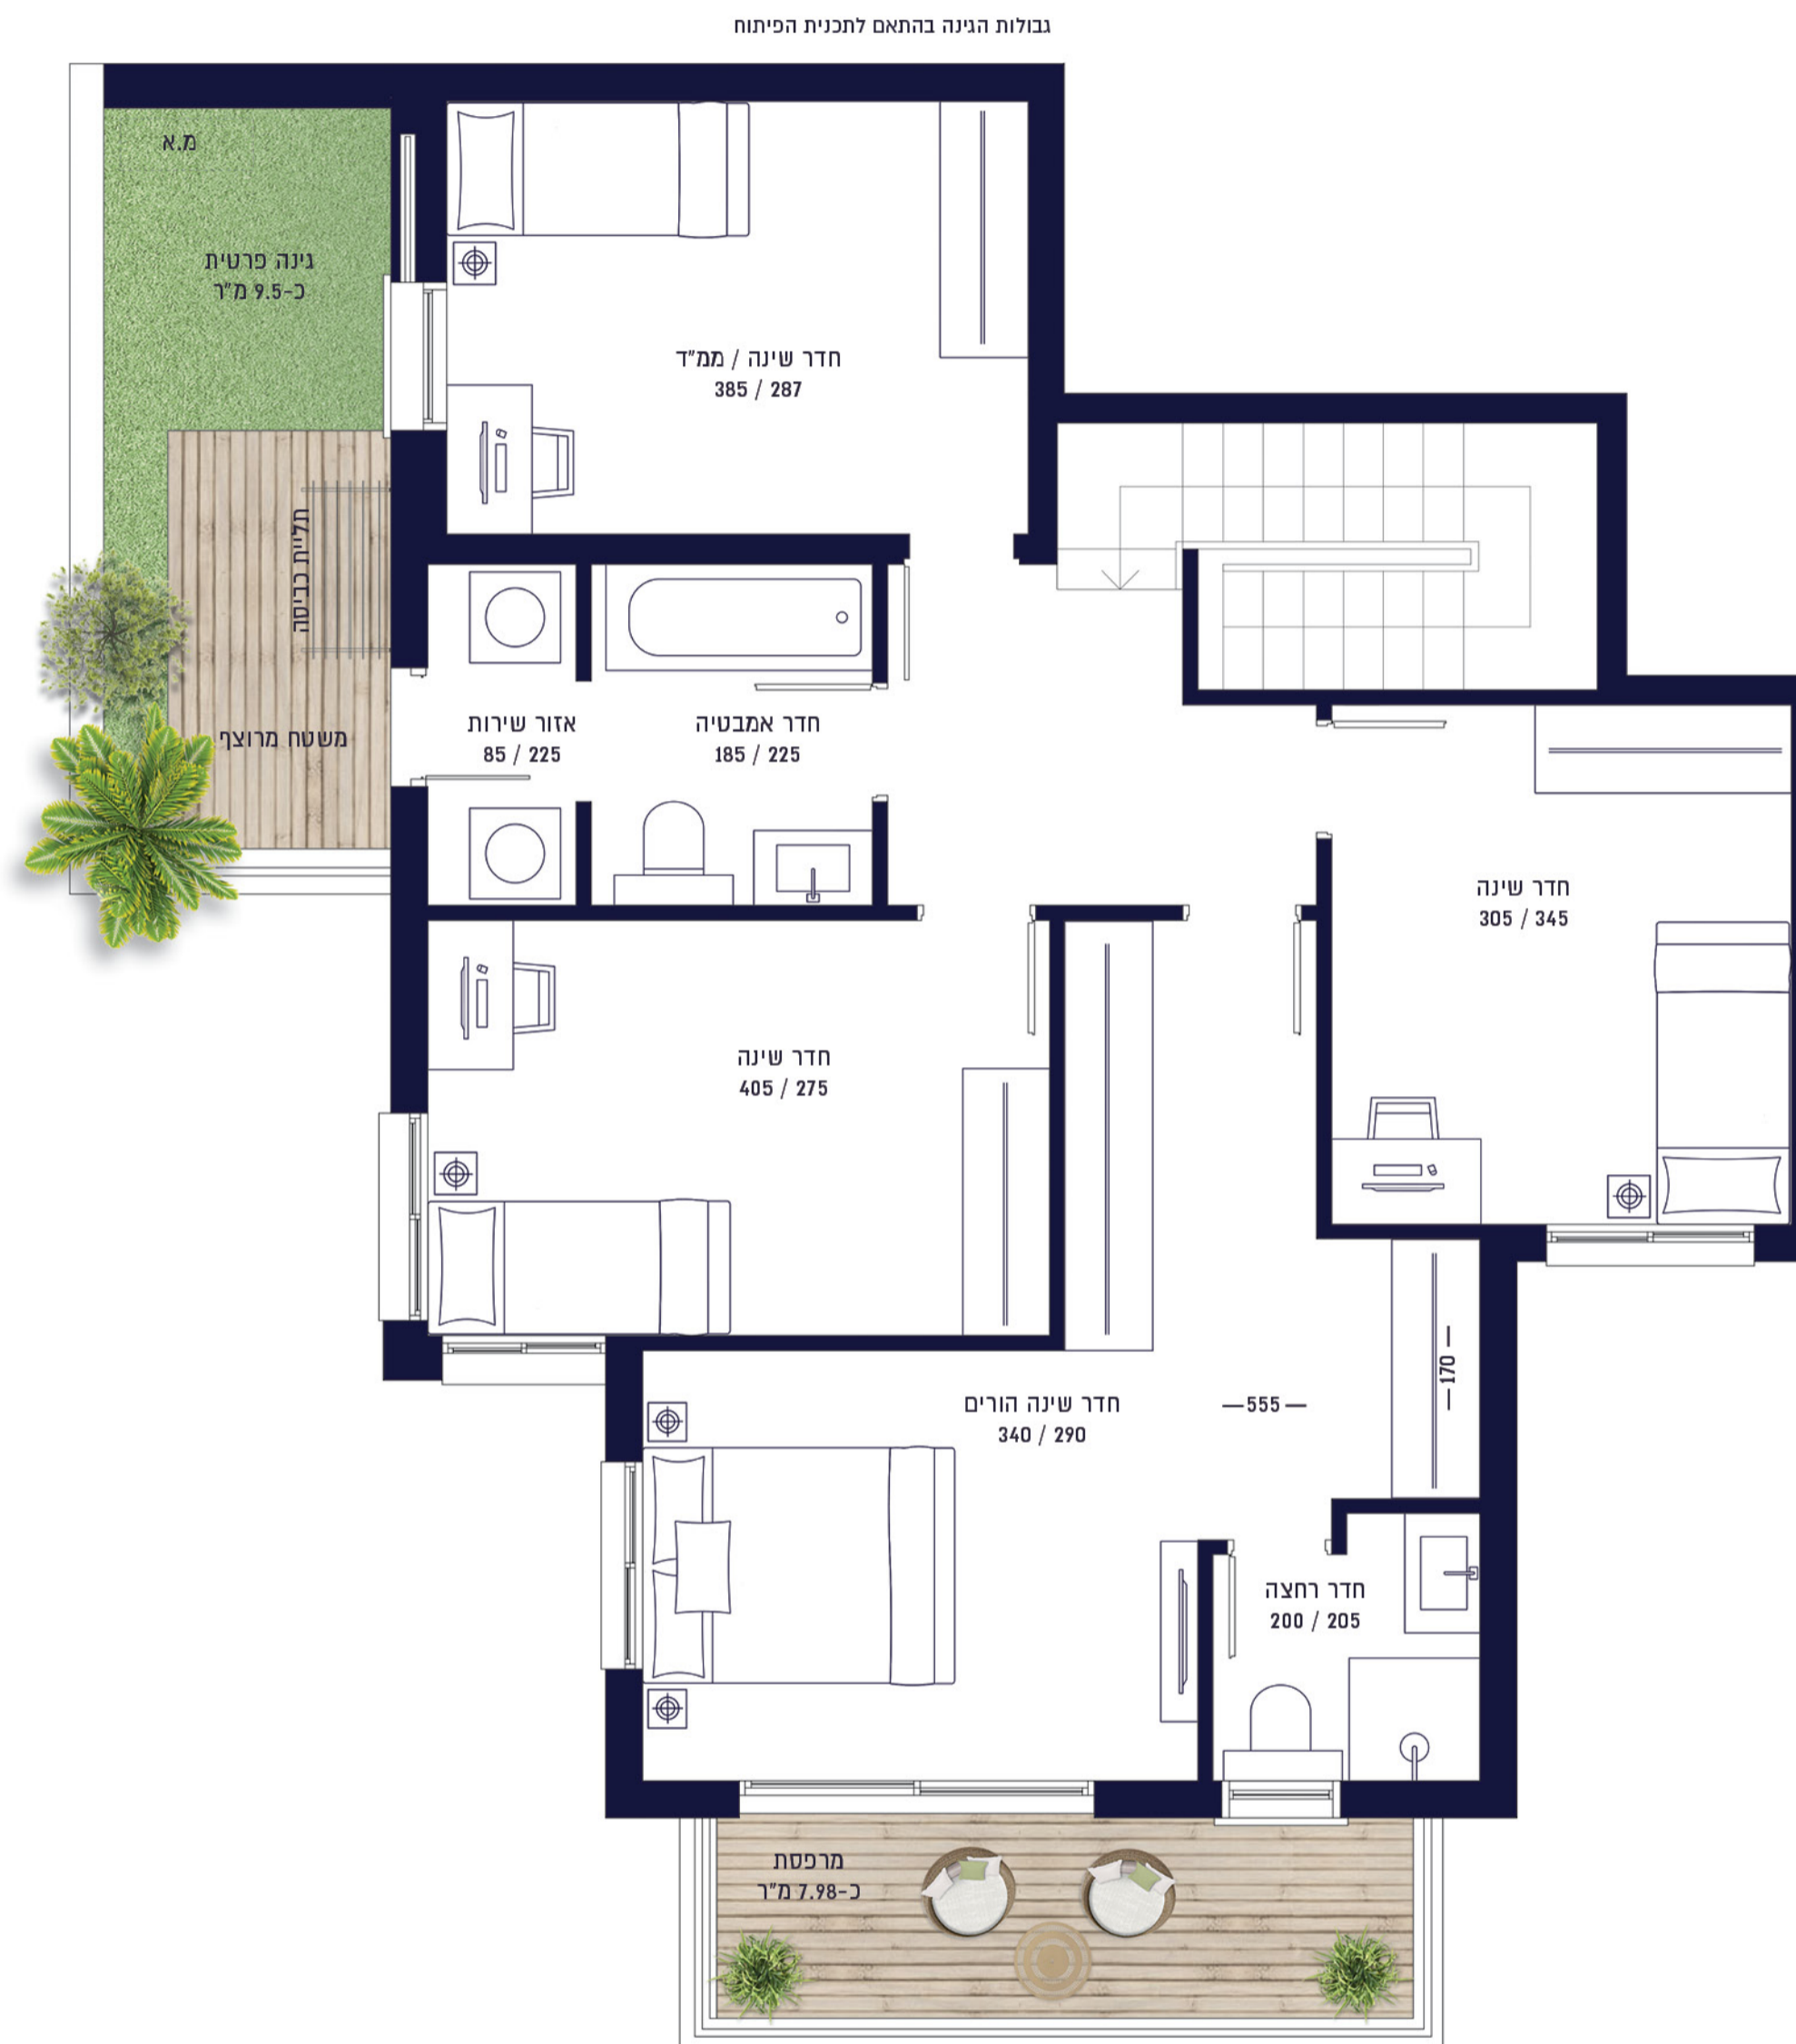 גבולות הגינה בהתאם לתכנית הפיתוח
מ.א
גינה פרטית
כ-9.5 מ"ר
חדר שינה / ממ"ד
385 / 287
תליית כביסה
משטח מרוצף
אזור שירות
85 / 225
חדר אמבטיה
185 / 225
חדר שינה
305 / 345
חדר שינה
405 / 275
חדר שינה הורים
340 / 290
555
170
חדר רחצה
200 / 205
מרפסת
כ-7.98 מ"ר